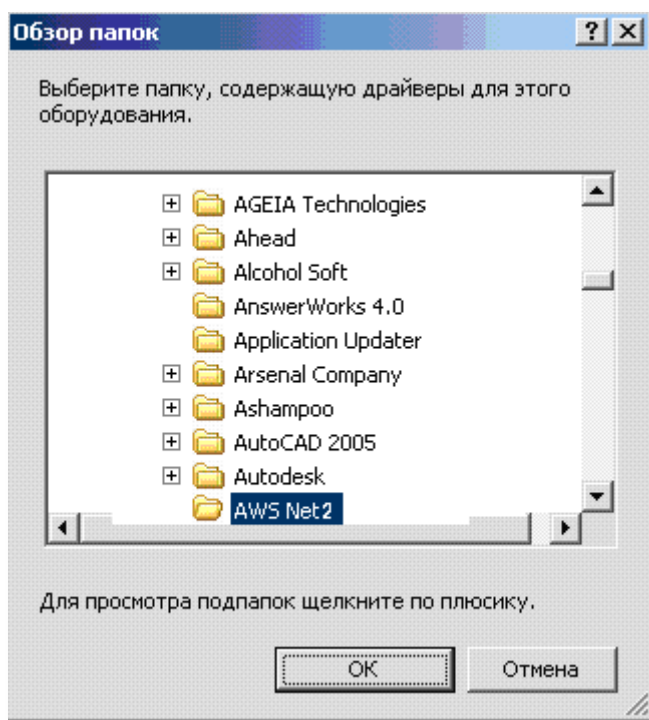 Обзор папок
Выберите папку, содержащую драйверы для этого
оборудования.
AGEIA Technologies
Ahead
Alcohol Soft
AnswerWorks 4.0
Application Updater
Arsenal Company
Ashampoo
AutoCAD 2005
Autodesk
AWS Net2
Для просмотра подпапок щелкните по плюсику.
OK
Отмена